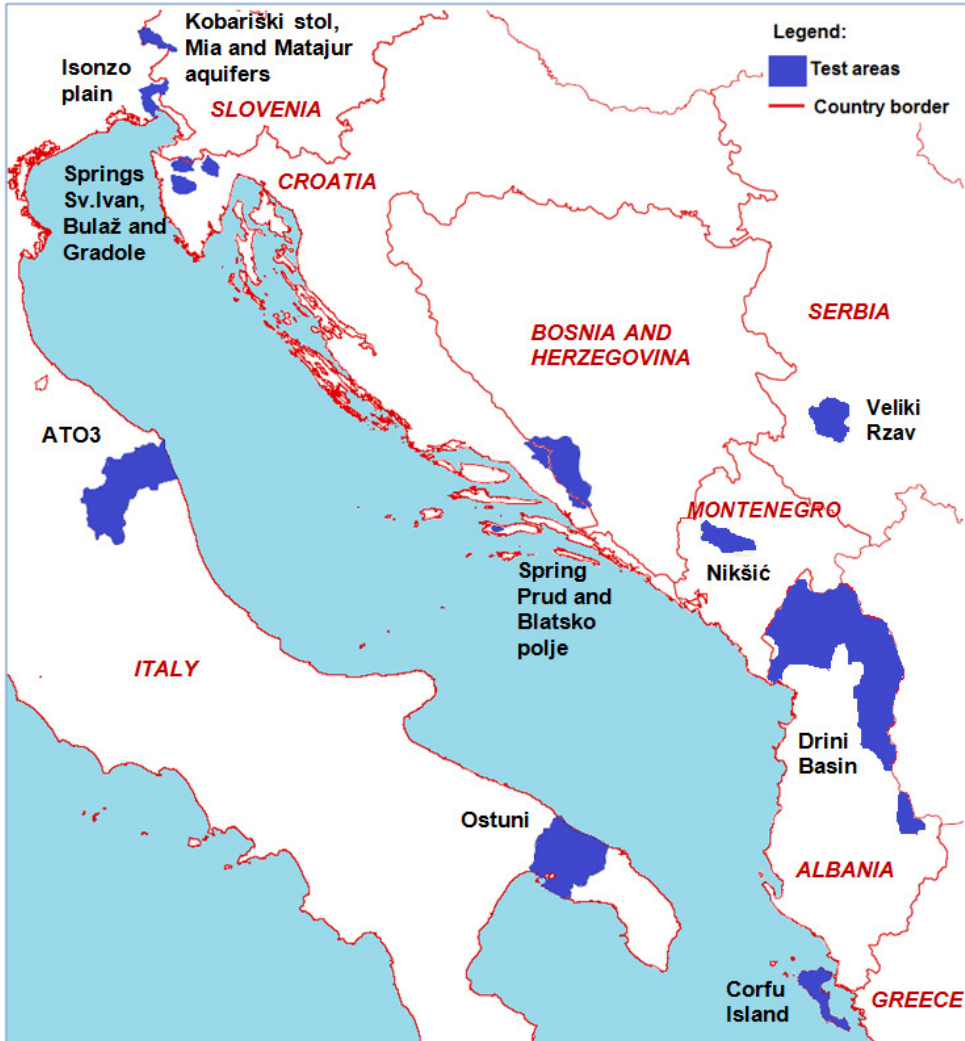 Kobariški stol,
Mia and Matajur
aquifers
Legend:
Test areas
Country border
Isonzo
plain
SLOVENIA
Springs
Sv.Ivan,
Bulaž and
Gradole
CROATIA
BOSNIA AND
HERZEGOVINA
SERBIA
Veliki
Rzav
ATO3
MONTENEGRO
Nikšić
Spring
Prud and
Blatsko
polje
ITALY
Drini
Basin
Ostuni
ALBANIA
Corfu
Island
GREECE